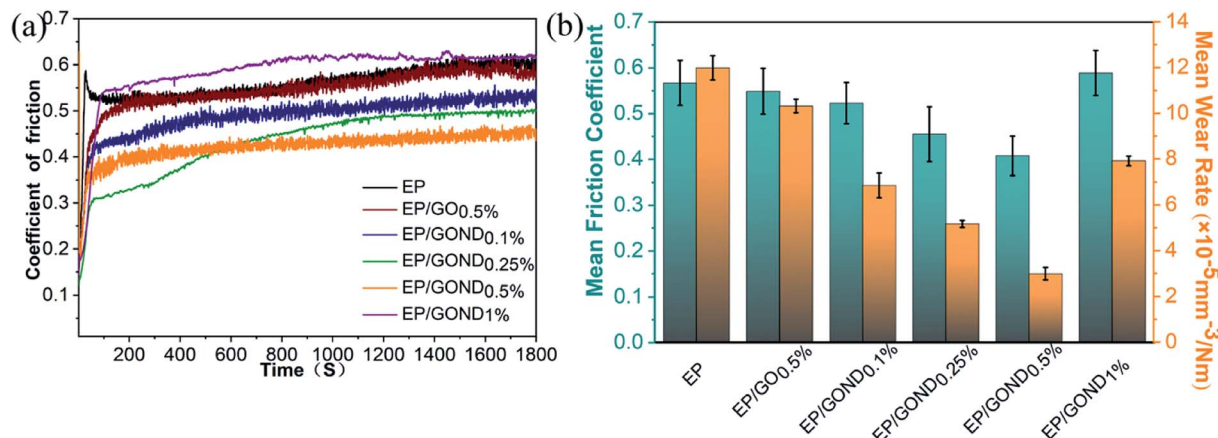 (a)
Coefficient of friction
0.7
0.6
0.5
0.4
0.3
0.2
0.1
200 400 600 800 1000 1200 1400 1600 1800
Time（S）
EP
EP/GO0.5%
EP/GOND0.1%
EP/GOND0.25%
EP/GOND0.5%
EP/GOND1%
(b)
Mean Friction Coefficient
0.7
0.6
0.5
0.4
0.3
0.2
0.1
0.0
EP
EP/GO0.5%
EP/GOND0.1%
EP/GOND0.25%
EP/GOND0.5%
EP/GOND1%
14
12
10
8
6
4
2
0
Mean Wear Rate (×10-5mm-3/Nm)